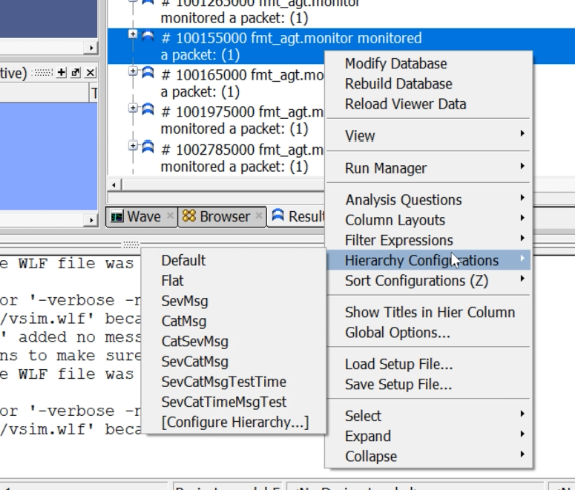 # 1001265000 fmt_agt.monitor
monitored a packet: (1)
# 100155000 fmt_agt.monitor monitored
a packet: (1)
# 100165000 fmt_agt.mo
a packet: (1)
# 1001975000 fmt_agt.m
monitored a packet: (1)
# 1002785000 fmt_agt.m
monitored a packet: (1)
tive)
T
Wave
Browser
Result
Modify Database
Rebuild Database
Reload Viewer Data
View
Run Manager
Analysis Questions
Column Layouts
Filter Expressions
Hierarchy Configurations
Sort Configurations (Z)
Show Titles in Hier Column
Global Options...
Load Setup File...
Save Setup File...
Select
Expand
Collapse
Default
Flat
SevMsg
CatMsg
CatSevMsg
SevCatMsg
SevCatMsgTestTime
SevCatTimeMsgTest
[Configure Hierarchy...]
e WLF file was
or '-verbose -n
/vsim.wlf' beca
' added no mess
ns to make sure
e WLF file was
or '-verbose -n
/vsim.wlf' beca